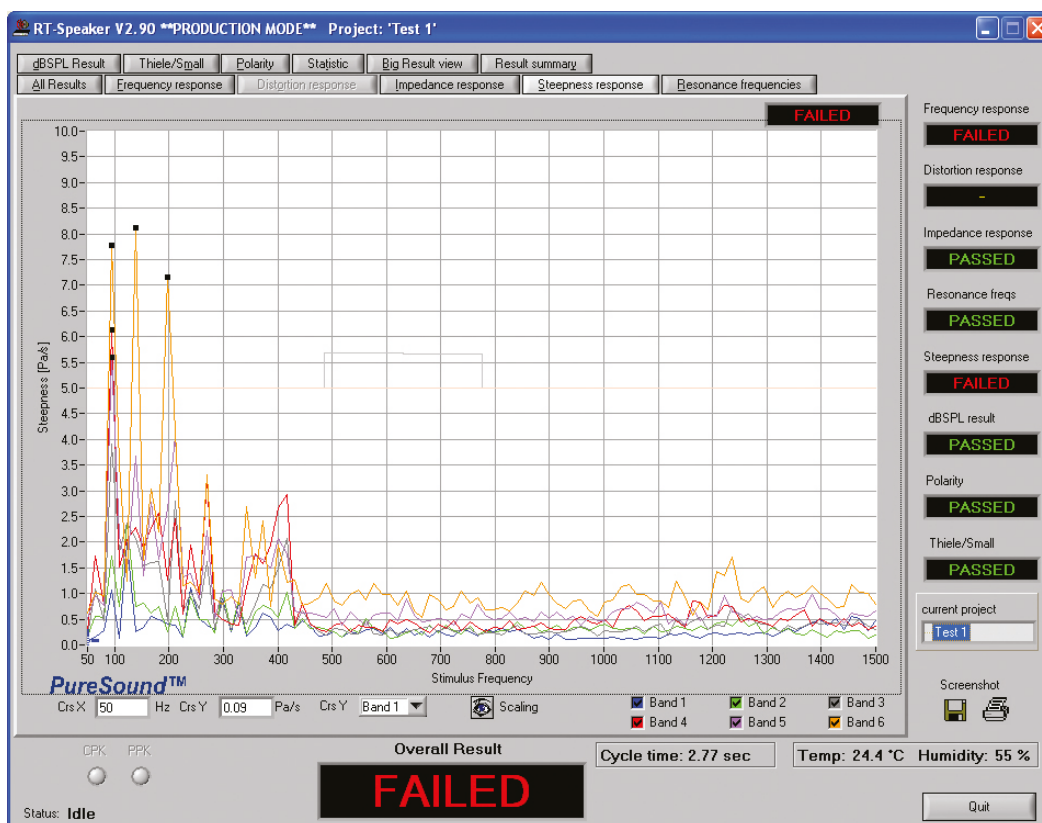 RT-Speaker V2.90 **PRODUCTION MODE** Project: 'Test 1'
dBSPL Result Thiele/Small Polarity Statistic Big Result view Result summary
All Results Frequency response Distortion response Impedance response Steepness response Resonance frequencies
FAILED
10.0
9.5
9.0
8.5
8.0
7.5
7.0
6.5
6.0
5.5
5.0
4.5
4.0
3.5
3.0
2.5
2.0
1.5
1.0
0.5
0.0
Steepness [Pa/s]
50 100 200 300 400 500 600 700 800 900 1000 1100 1200 1300 1400 1500
Stimulus Frequency
PureSound™
Crs X 50 Hz Crs Y 0.09 Pa/s Crs Y Band 1 Scaling
Band 1 Band 2 Band 3
Band 4 Band 5 Band 6
Frequency response
FAILED
Distortion response
-
Impedance response
PASSED
Resonance freqs
PASSED
Steepness response
FAILED
dBSPL result
PASSED
Polarity
PASSED
Thiele/Small
PASSED
current project
Test 1
Screenshot
CPK PPK
Overall Result
FAILED
Cycle time: 2.77 sec
Temp: 24.4 °C Humidity: 55 %
Status: Idle
Quit